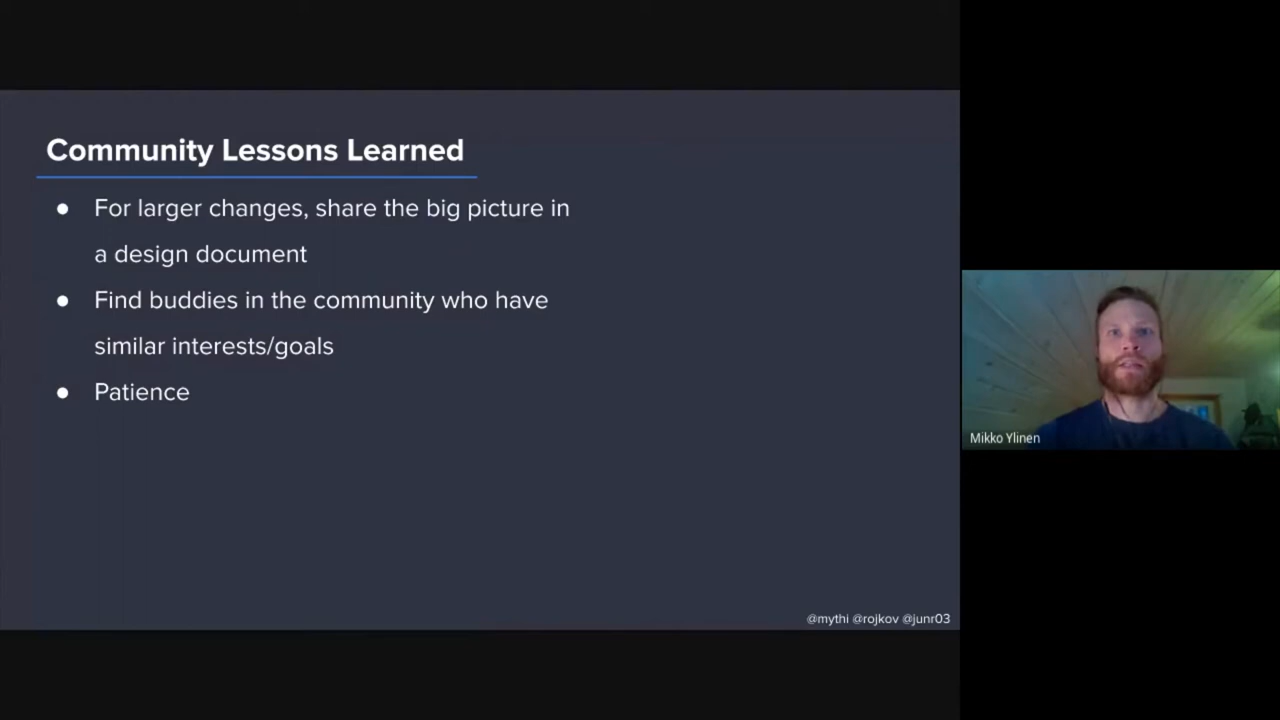 Community Lessons Learned
● For larger changes, share the big picture in
a design document
● Find buddies in the community who have
similar interests/goals
● Patience
Mikko Ylinen
@mythi @rojkov @junr03